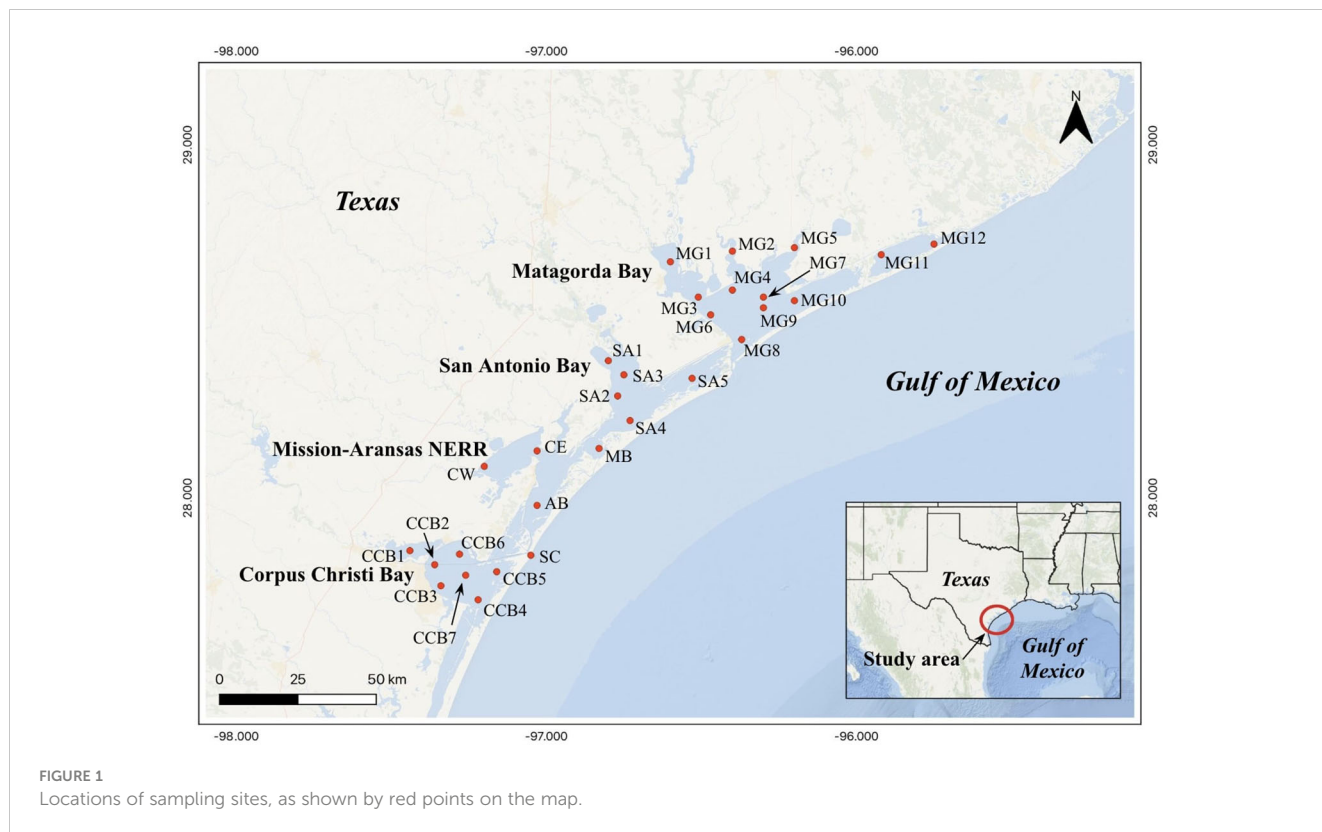 -98.000
-97.000
-96.000
N
29.000
29.000
Texas
MG1
MG2
MG5
MG12
MG7
MG11
Matagorda Bay
MG4
MG3
MG10
MG6
MG9
MG8
SA1
San Antonio Bay
SA3
SA5
Gulf of Mexico
SA2
SA4
Mission-Aransas NERR
CE
MB
CW
28.000
28.000
AB
CCB2
CCB6
CCB1
SC
Corpus Christi Bay
CCB5
CCB3
CCB4
CCB7
Texas
Gulf of
Mexico
Study area
0 25 50 km
-98.000
-97.000
-96.000
FIGURE 1
Locations of sampling sites, as shown by red points on the map.